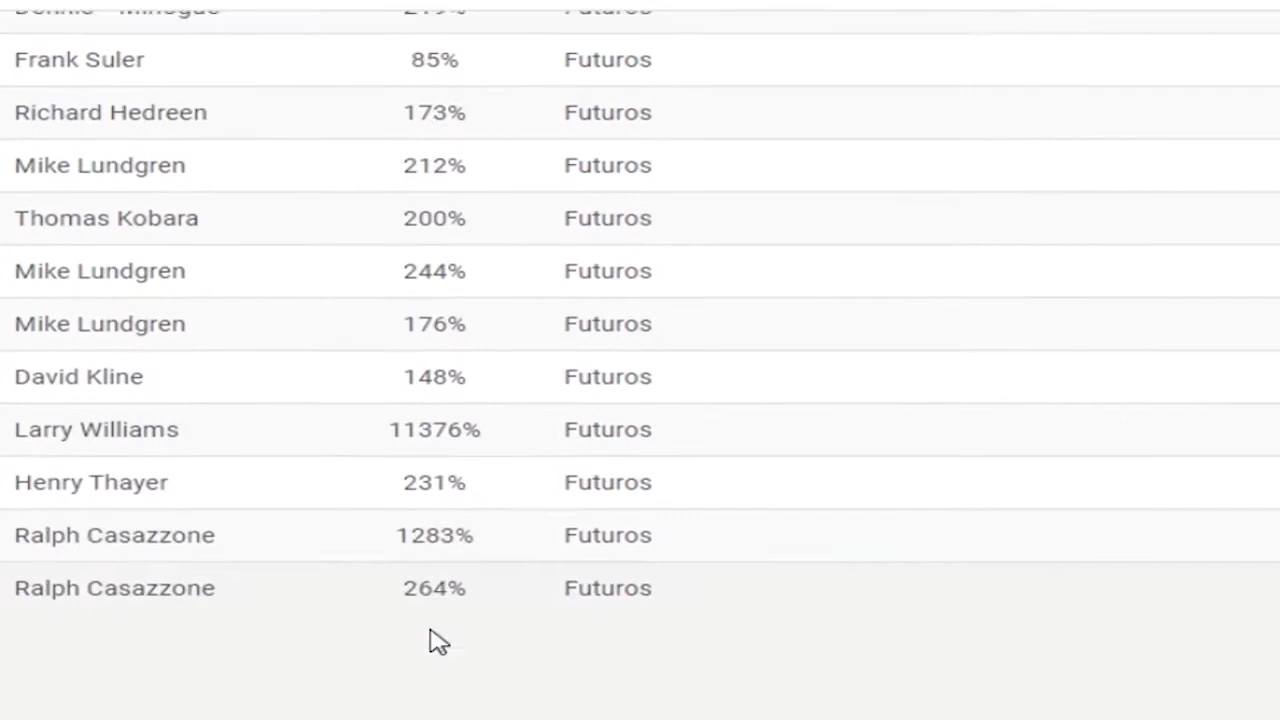 Frank Suler 85% Futuros
Richard Hedreen 173% Futuros
Mike Lundgren 212% Futuros
Thomas Kobara 200% Futuros
Mike Lundgren 244% Futuros
Mike Lundgren 176% Futuros
David Kline 148% Futuros
Larry Williams 11376% Futuros
Henry Thayer 231% Futuros
Ralph Casazzone 1283% Futuros
Ralph Casazzone 264% Futuros